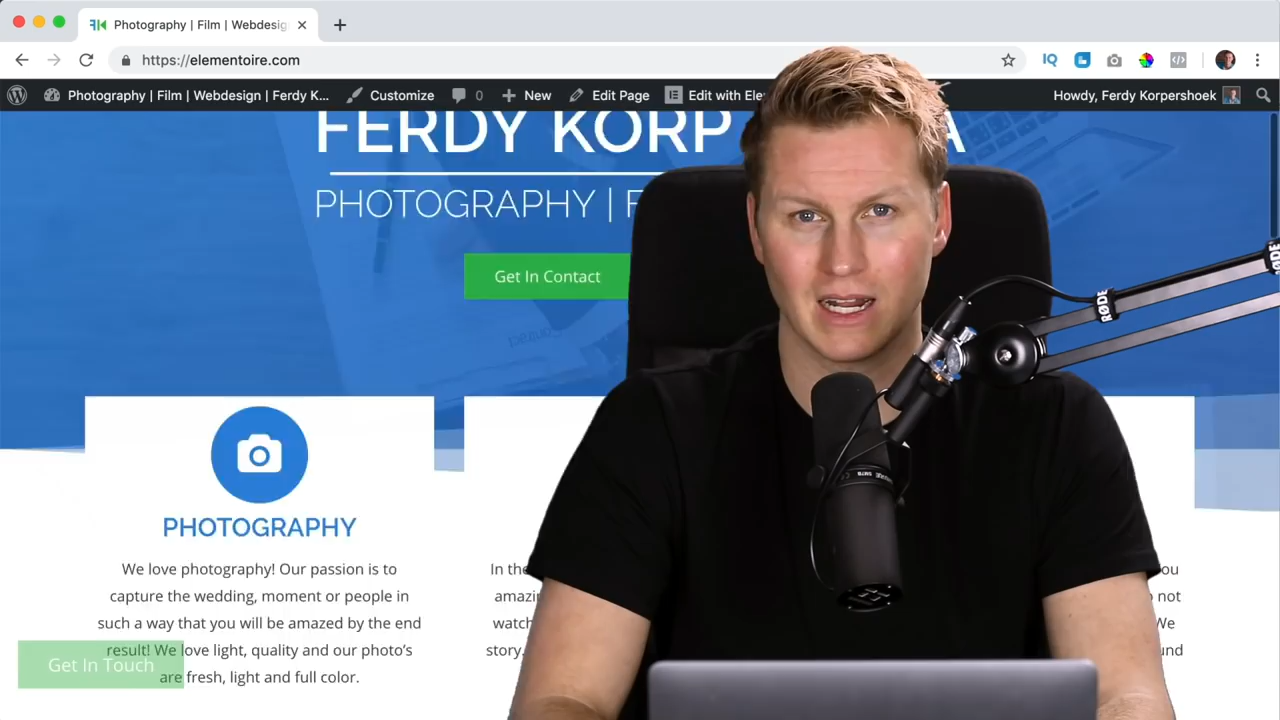 Photography | Film | Webdesig
https://elementoire.com
IQ
Photography | Film | Webdesign | Ferdy K...
Customize
0
New
Edit Page
Edit with Ele
Howdy, Ferdy Korpershoek
FERDY KORP
A
PHOTOGRAPHY |
Get In Contact
RØDE
RØDE
PHOTOGRAPHY
We love photography! Our passion is to
capture the wedding, moment or people in
such a way that you will be amazed by the end
result! We love light, quality and our photo's
are fresh, light and full color.
In the
amazin
watch
story.
ou
not
We
und
Get In Touch